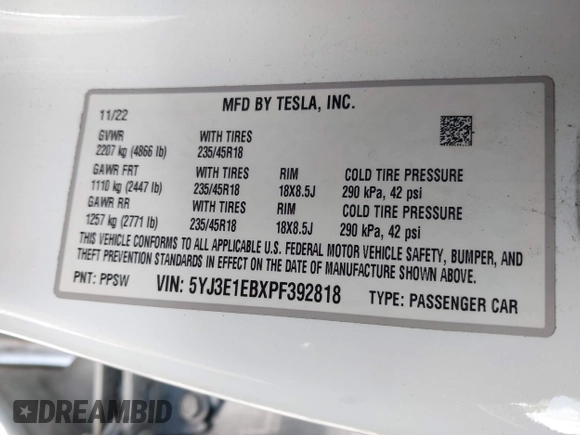 MFD BY TESLA, INC.
11/22
GVWR WITH TIRES
2207 kg (4866 lb) 235/45R18
GAWR FRT WITH TIRES RIM COLD TIRE PRESSURE
1110 kg (2447 lb) 235/45R18 18X8.5J 290 kPa, 42 psi
GAWR RR WITH TIRES RIM COLD TIRE PRESSURE
1257 kg (2771 lb) 235/45R18 18X8.5J 290 kPa, 42 psi
THIS VEHICLE CONFORMS TO ALL APPLICABLE U.S. FEDERAL MOTOR VEHICLE SAFETY, BUMPER, AND
THEFT PREVENTION STANDARDS IN EFFECT ON THE DATE OF MANUFACTURE SHOWN ABOVE.
PNT: PPSW VIN: 5YJ3E1EBXPF392818 TYPE: PASSENGER CAR
DREAMBID